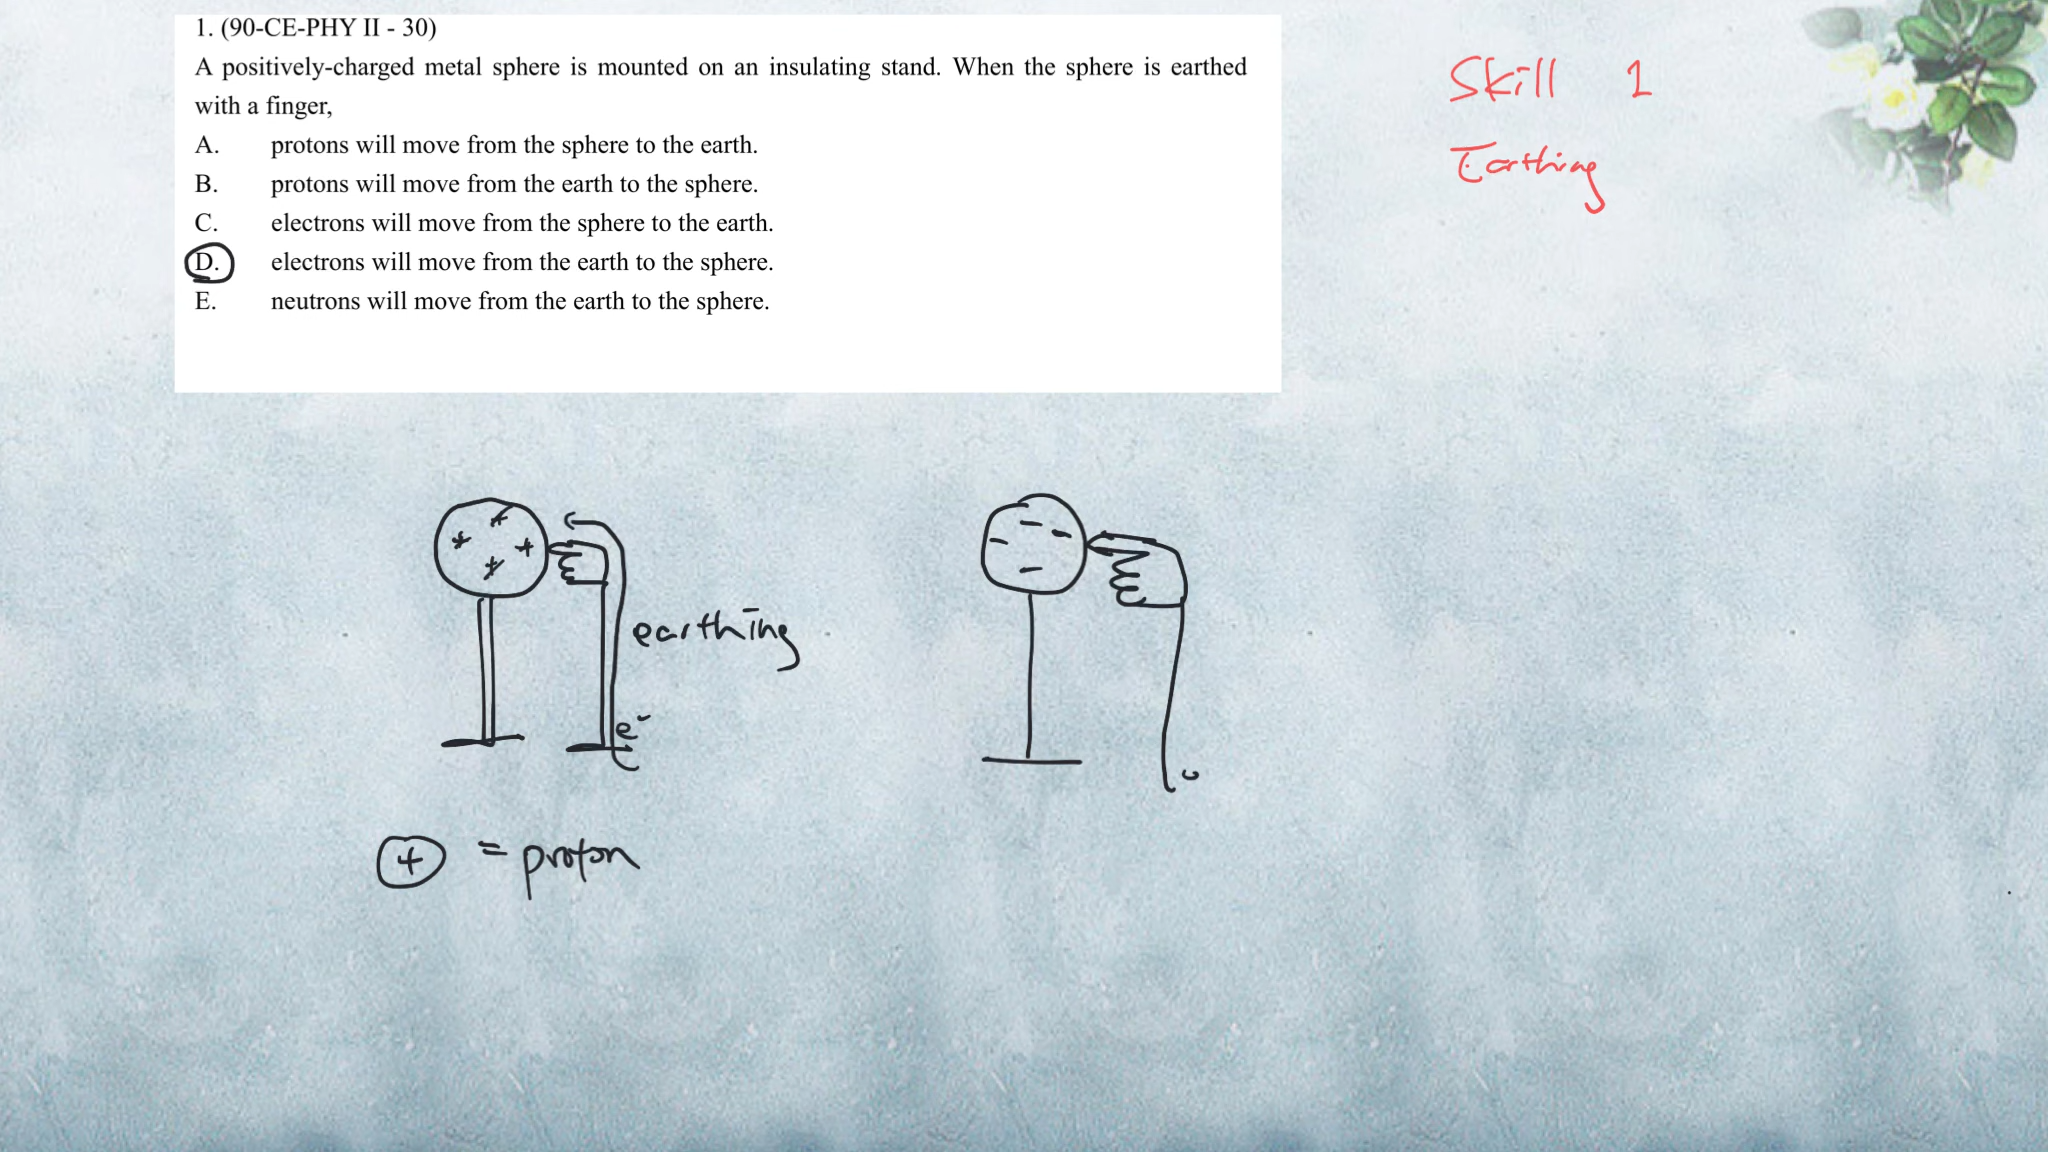 1. (90-CE-PHY II - 30)
A positively-charged metal sphere is mounted on an insulating stand. When the sphere is earthed
with a finger,
A. protons will move from the sphere to the earth.
B. protons will move from the earth to the sphere.
C. electrons will move from the sphere to the earth.
D. electrons will move from the earth to the sphere.
E. neutrons will move from the earth to the sphere.
Skill 1
Earthing
+ + + +
- - - -
earthing
e-
+ = proton